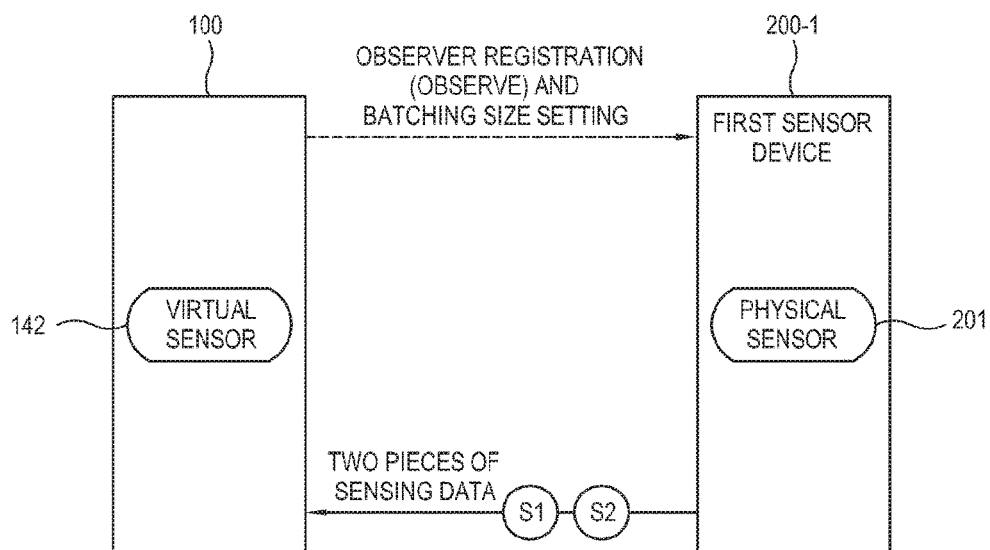 100
200-1
OBSERVER REGISTRATION
(OBSERVE) AND
BATCHING SIZE SETTING
FIRST SENSOR
DEVICE
142
VIRTUAL
SENSOR
PHYSICAL
SENSOR
201
TWO PIECES OF
SENSING DATA
S1
S2